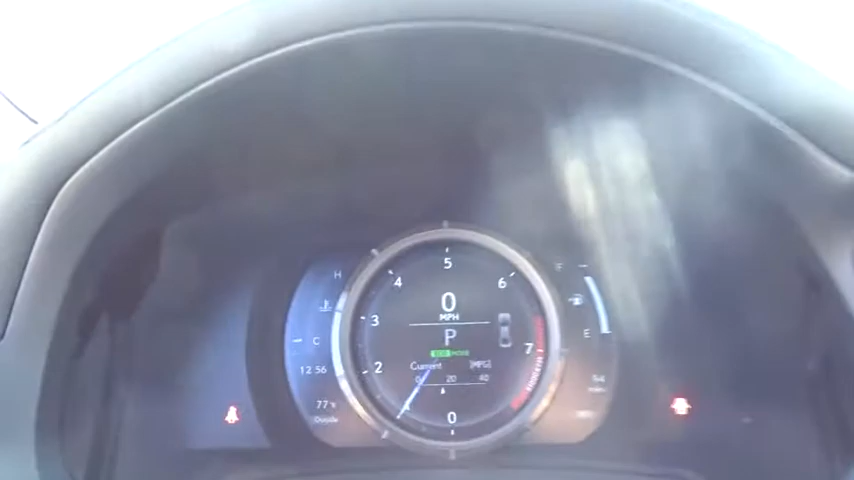 H
C
12:56
77°F
Outside
0
MPH
P
ECO MODE
Current
MPG
0 20 40
0
2
3
4
5
6
7
F
E